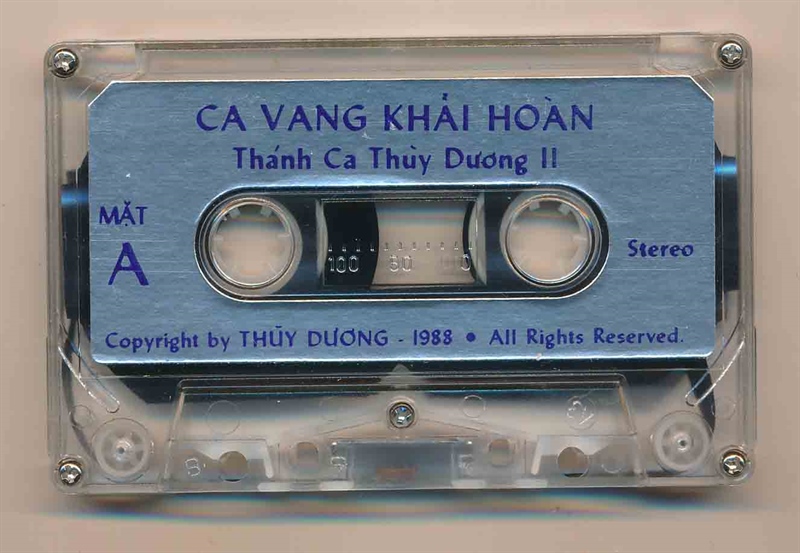 CA VANG KHẢI HOÀN
Thánh Ca Thùy Dương II
MẶT
A
Stereo
100 50 0
Copyright by THÙY DƯƠNG - 1988 • All Rights Reserved.